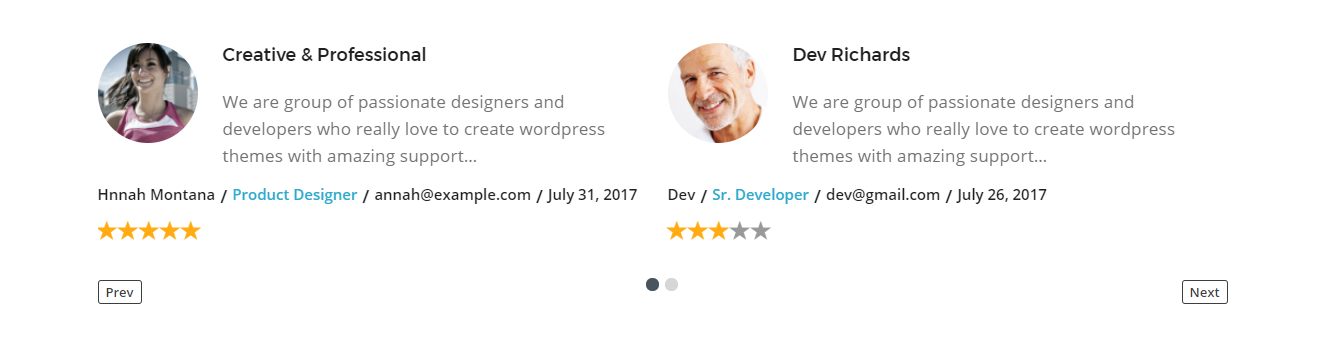 Creative & Professional
We are group of passionate designers and
developers who really love to create wordpress
themes with amazing support...
Hnnah Montana / Product Designer / annah@example.com / July 31, 2017
Dev Richards
We are group of passionate designers and
developers who really love to create wordpress
themes with amazing support...
Dev / Sr. Developer / dev@gmail.com / July 26, 2017
Prev
Next